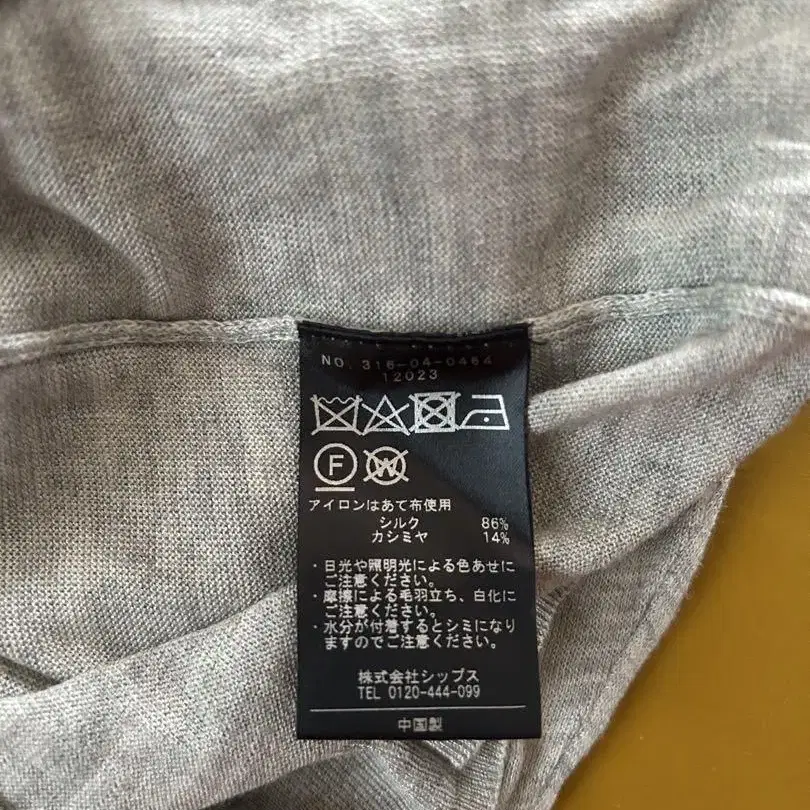 NO. 316-04-0464
12023
F W
アイロンはあて布使用
シルク 86%
カシミヤ 14%
・日光や照明光による色あせに
ご注意ください。
・摩擦による毛羽立ち、白化に
ご注意ください。
・水分が付着するとシミになり
ますのでご注意ください。
株式会社シップス
TEL 0120-444-099
中国製